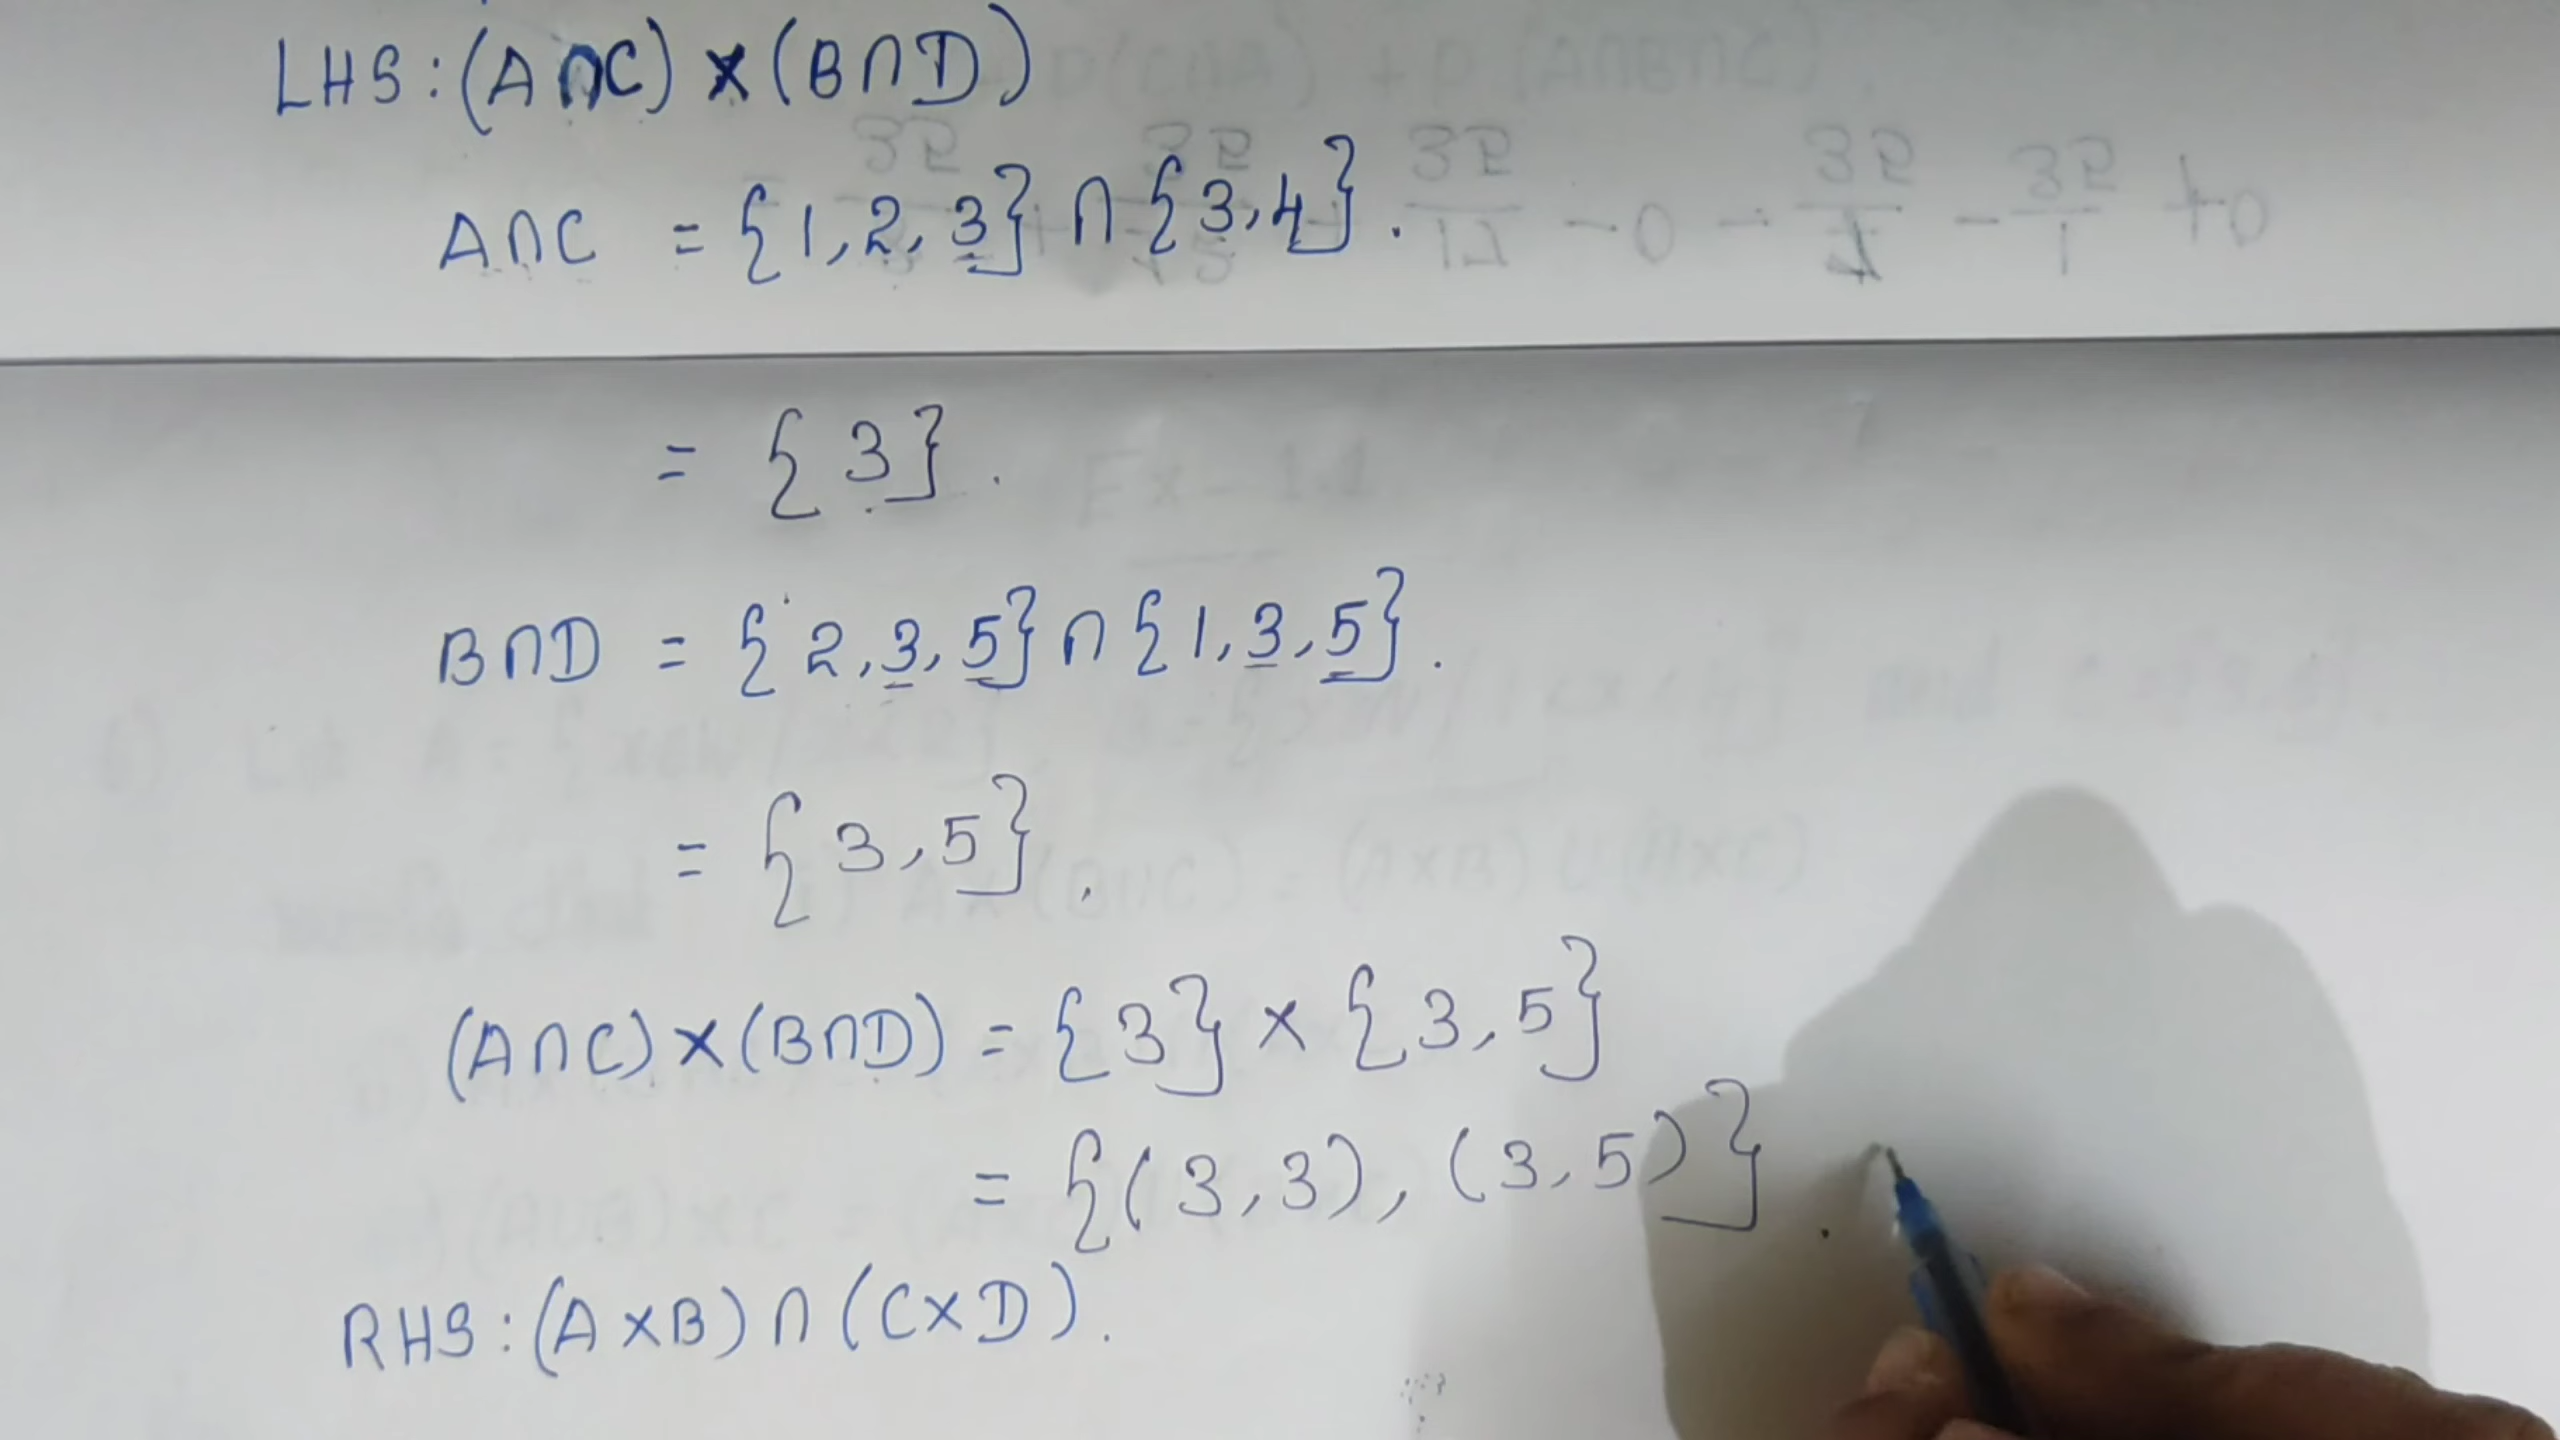 LHS : (A∩C) × (B∩D)
A∩C = {1,2,3} ∩ {3,4}.
= {3}.
B∩D = {2,3,5} ∩ {1,3,5}.
= {3,5}.
(A∩C) × (B∩D) = {3} × {3,5}
= {(3,3), (3,5)}.
RHS : (A×B) ∩ (C×D).